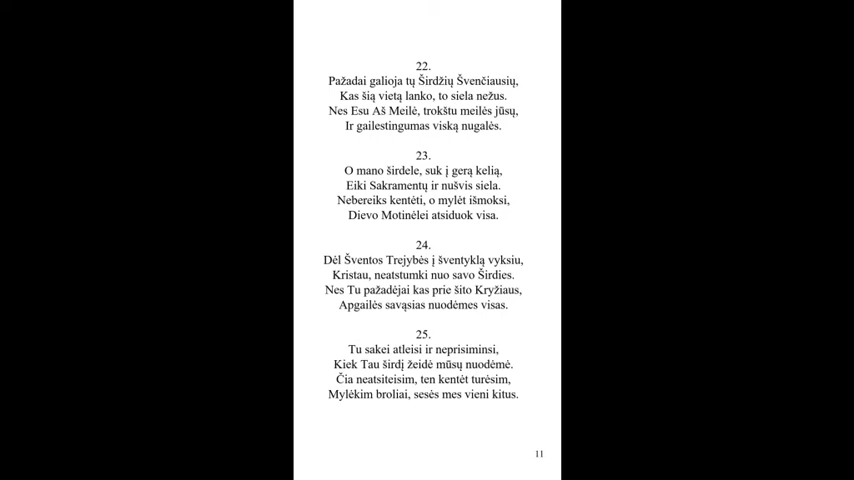 22.
Pažadai galioja tų Širdžių Švenčiausių,
Kas šią vietą lanko, to siela nežus.
Nes Esu Aš Meilė, trokštu meilės jūsų,
Ir gailestingumas viską nugalės.
23.
O mano širdele, suk į gerą kelią,
Eiki Sakramentų ir nušvis siela.
Nebereiks kentėti, o mylėt išmoksi,
Dievo Motinėlei atsiduok visa.
24.
Dėl Šventos Trejybės į šventyklą vyksiu,
Kristau, neatstumki nuo savo Širdies.
Nes Tu pažadėjai kas prie šito Kryžiaus,
Apgailės savąsias nuodėmes visas.
25.
Tu sakei atleisi ir neprisiminsi,
Kiek Tau širdį žeidė mūsų nuodėmė.
Čia neatsiteisim, ten kentėt turėsim,
Mylėkim broliai, sesės mes vieni kitus.
11